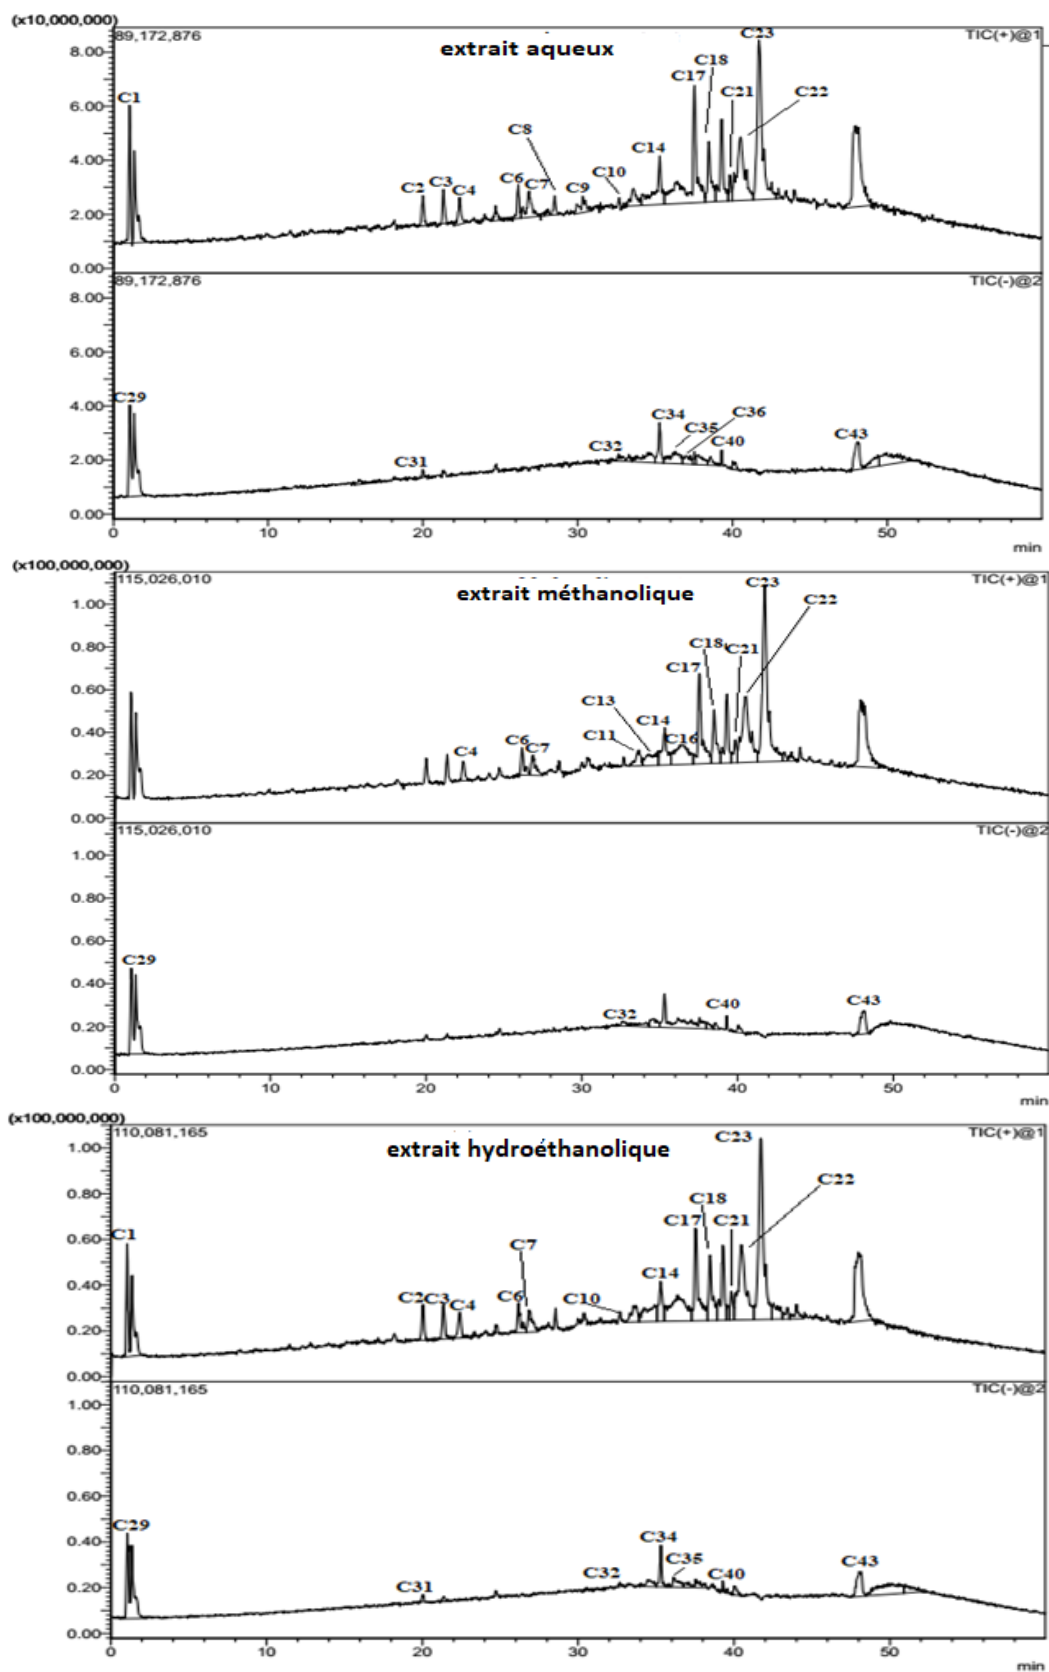 (x10,000,000)
89,172,876
extrait aqueux
TIC(+)@1
C23
8.00
C18
C17
C1
C21
C22
6.00
C8
C14
4.00
C10
C6
C7
C2
C3
C4
C9
2.00
0.00
89,172,876
TIC(-)@2
8.00
6.00
C29
4.00
C34
C36
C35
C32
C40
C43
2.00
C31
0.00
0 10 20 30 40 50
min
(x100,000,000)
115,026,010
extrait méthanolique
TIC(+)@1
C23
C22
1.00
0.80
C18
C21
C17
0.60
C13
C14
C11
C16
0.40
C6
C4
C7
0.20
0.00
115,026,010
TIC(-)@2
1.00
0.80
0.60
C29
0.40
C32
C40
C43
0.20
0.00
0 10 20 30 40 50
min
(x100,000,000)
110,081,165
extrait hydroéthanolique
TIC(+)@1
C23
1.00
C22
0.80
C18
C17
C21
C1
C7
0.60
C14
0.40
C2
C3
C4
C6
C10
0.20
0.00
110,081,165
TIC(-)@2
1.00
0.80
0.60
C29
0.40
C34
C35
C32
C40
C43
0.20
C31
0.00
0 10 20 30 40 50
min